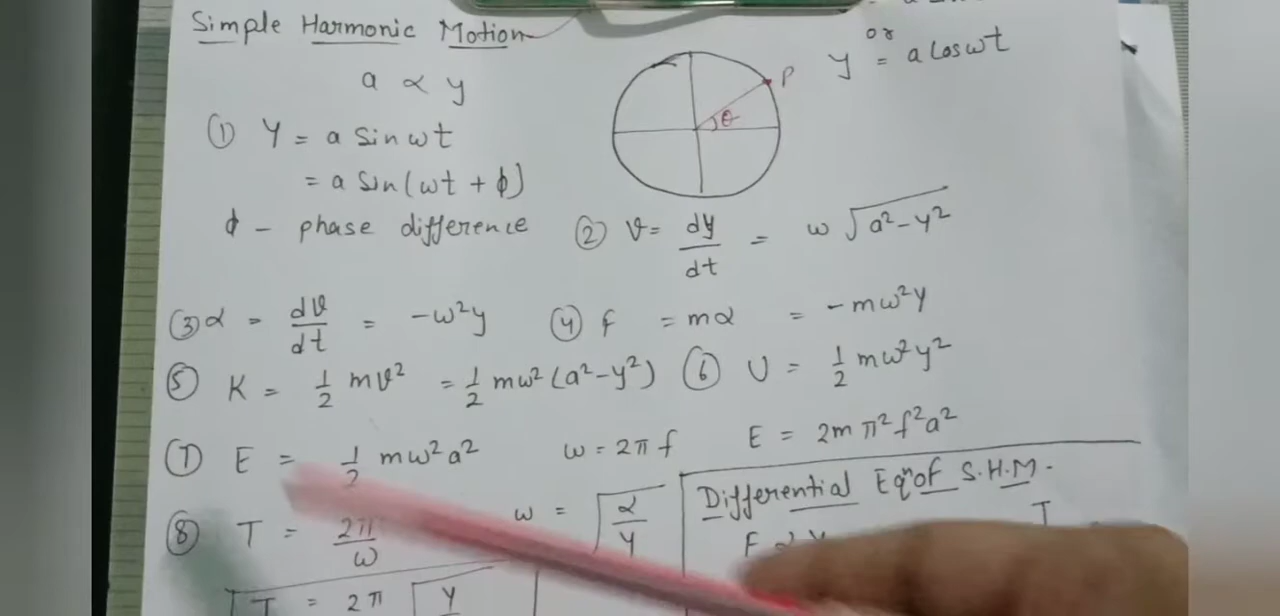 Simple Harmonic Motion
or
a ∝ y
y = a cos ωt
P
θ
① Y = a sin ωt
= a sin(ωt + ϕ)
ϕ - phase difference
② v = dy/dt = ω √(a² - y²)
③ α = dv/dt = -ω²y
④ f = mα = -mω²y
⑤ K = 1/2 mv² = 1/2 mω²(a² - y²)
⑥ U = 1/2 mω²y²
⑦ E = 1/2 mω²a²
ω = 2πf
E = 2mπ²f²a²
⑧ T = 2π/ω
ω = √(α/y)
T = 2π √y
Differential Eqn of S.H.M.
F ∝ y